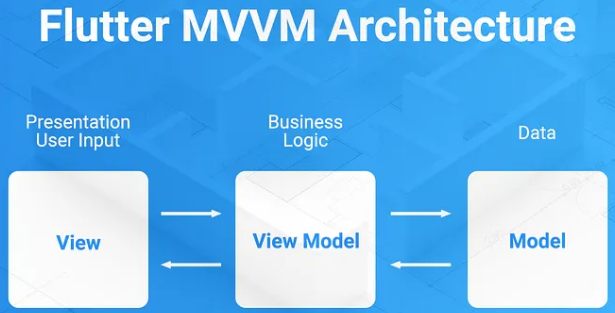 Flutter MVVM Architecture
Presentation
User Input
Business
Logic
Data
View
View Model
Model